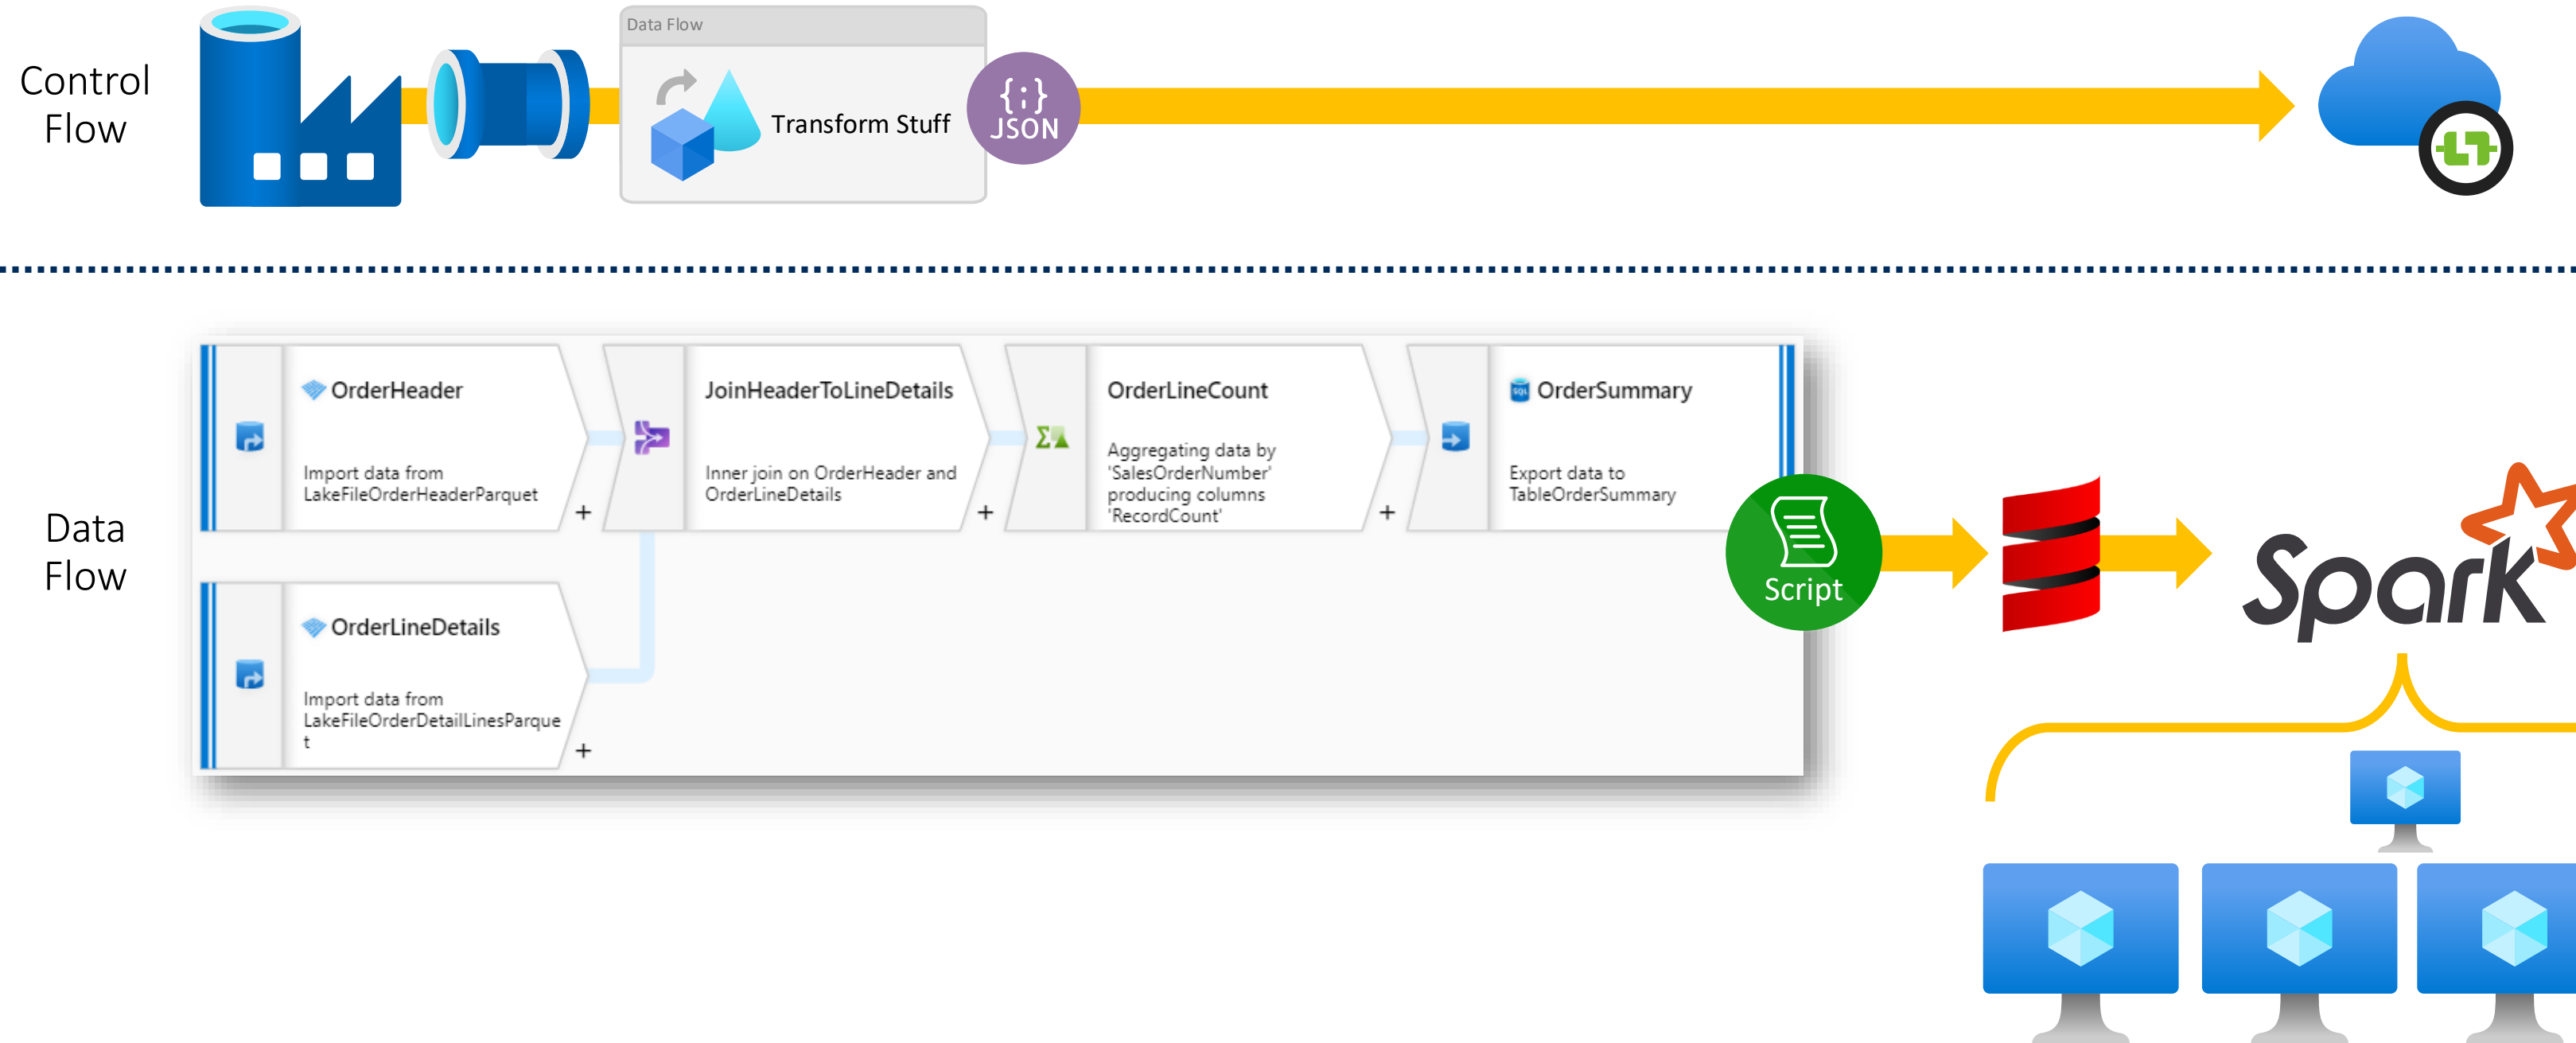 Control
Flow
Data Flow
Transform Stuff
{;}
JSON
Data
Flow
OrderHeader
Import data from
LakeFileOrderHeaderParquet
+
JoinHeaderToLineDetails
Inner join on OrderHeader and
OrderLineDetails
+
OrderLineCount
Aggregating data by
'SalesOrderNumber'
producing columns
'RecordCount'
+
SQL
OrderSummary
Export data to
TableOrderSummary
OrderLineDetails
Import data from
LakeFileOrderDetailLinesParque
t
+
Script
Spark